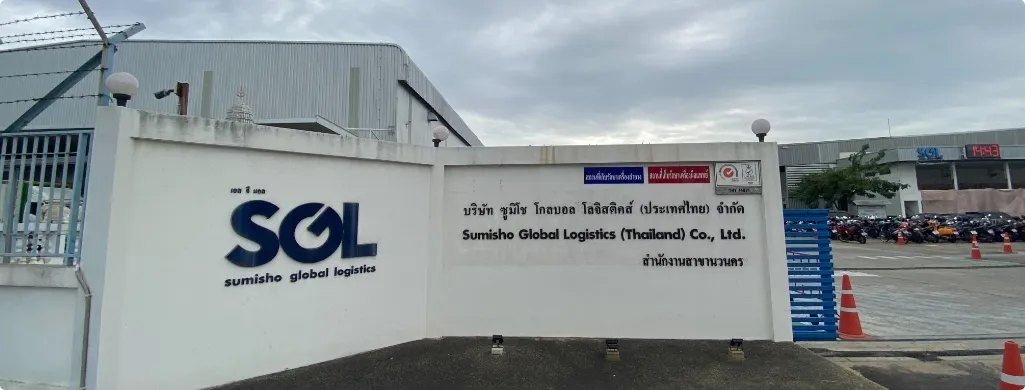 เอส จี แอล
SGL
sumisho global logistics
บริษัท ซูมิโช โกลบอล โลจิสติคส์ (ประเทศไทย) จำกัด
Sumisho Global Logistics (Thailand) Co., Ltd.
สำนักงานสาขานวนคร
SGL
14:43